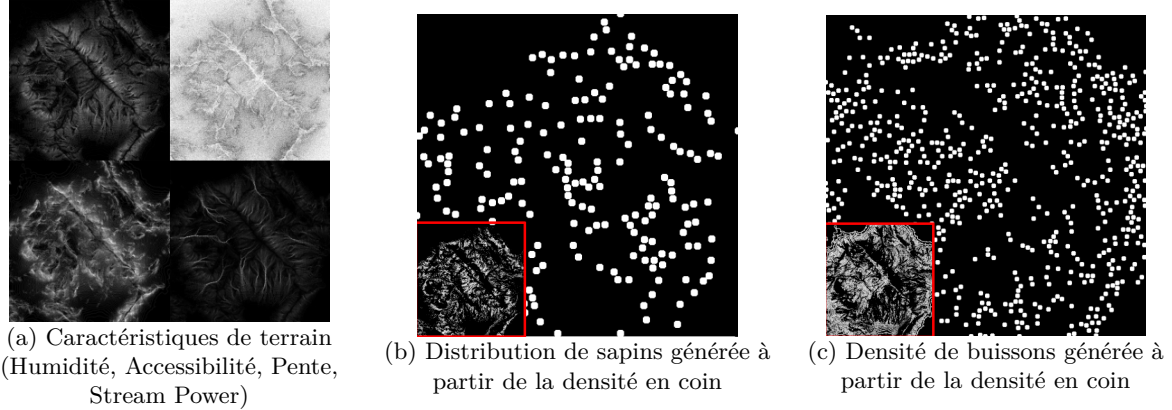 (a) Caractéristiques de terrain
(Humidité, Accessibilité, Pente,
Stream Power)
(b) Distribution de sapins générée à
partir de la densité en coin
(c) Densité de buissons générée à
partir de la densité en coin